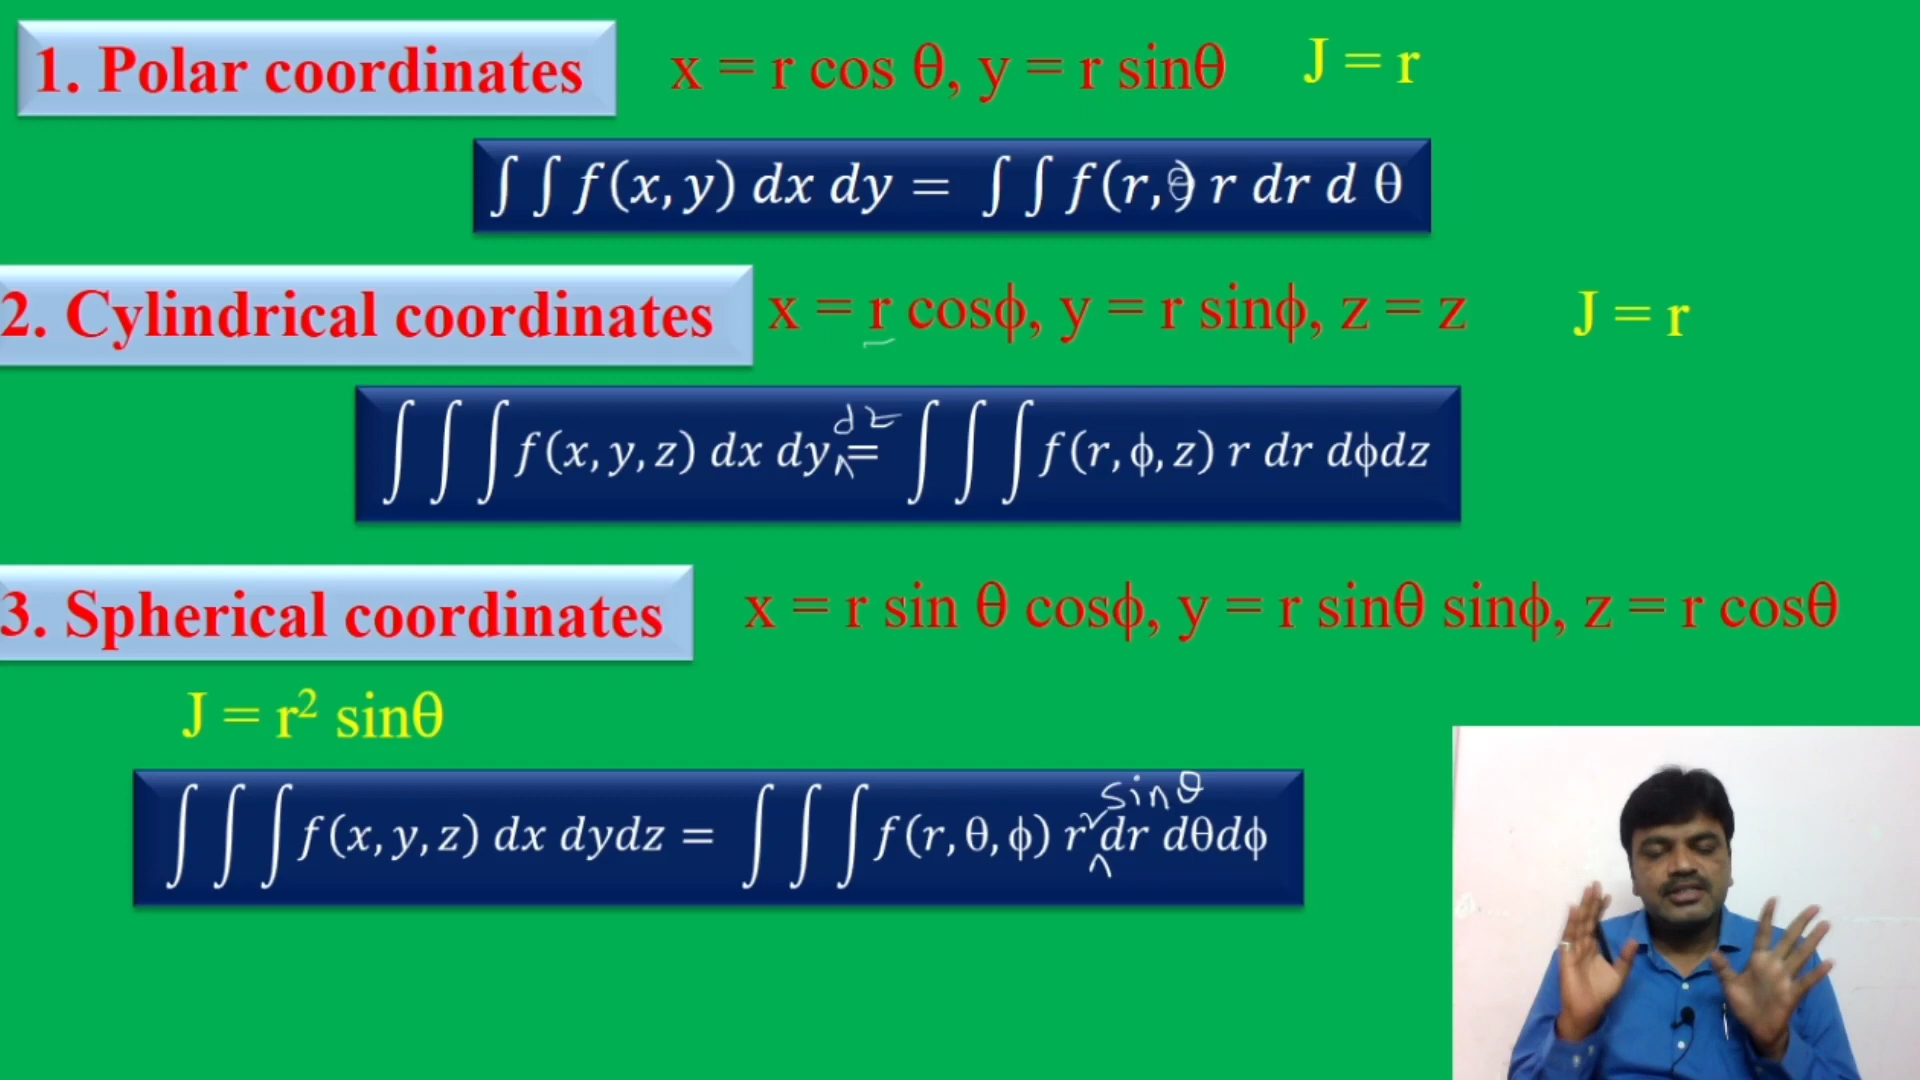 1. Polar coordinates x = r cos θ, y = r sinθ J = r
∫ ∫ f(x, y) dx dy = ∫ ∫ f(r, θ) r dr d θ
2. Cylindrical coordinates x = r cosϕ, y = r sinϕ, z = z J = r
∫ ∫ ∫ f(x, y, z) dx dy dz = ∫ ∫ ∫ f(r, ϕ, z) r dr dϕdz
3. Spherical coordinates x = r sin θ cosϕ, y = r sinθ sinϕ, z = r cosθ
J = r² sinθ
∫ ∫ ∫ f(x, y, z) dx dydz = ∫ ∫ ∫ f(r, θ, ϕ) r² sinθ dr dθdϕ